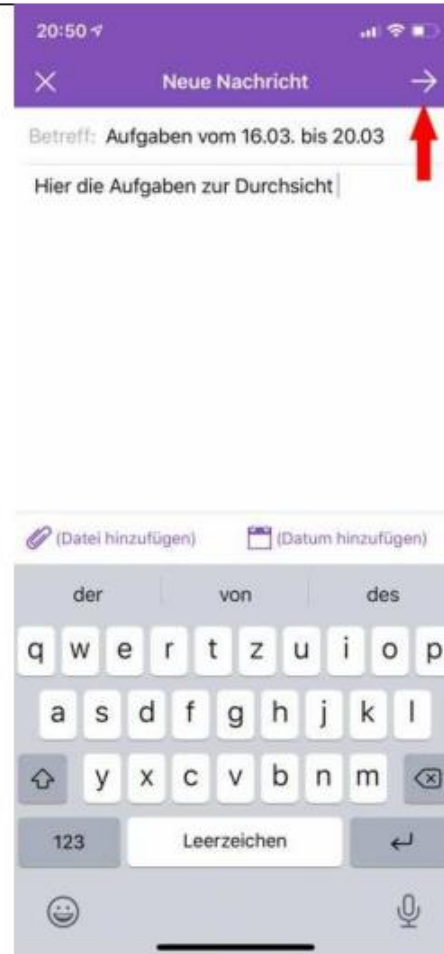 20:50
Neue Nachricht
Betreff: Aufgaben vom 16.03. bis 20.03
Hier die Aufgaben zur Durchsicht
(Datei hinzufügen) (Datum hinzufügen)
der von des
q w e r t z u i o p
a s d f g h j k l
y x c v b n m
123 Leerzeichen